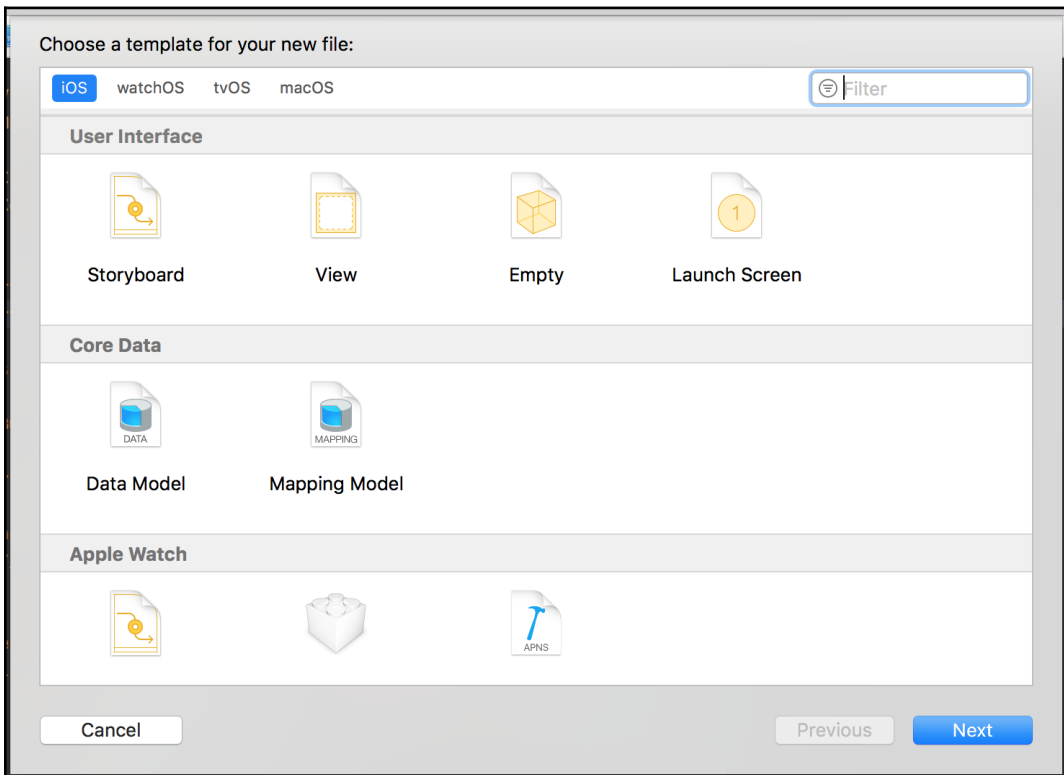 Choose a template for your new file:
iOS watchOS tvOS macOS Filter
User Interface
1
Storyboard View Empty Launch Screen
Core Data
DATA MAPPING
Data Model Mapping Model
Apple Watch
APNS
Cancel Previous Next